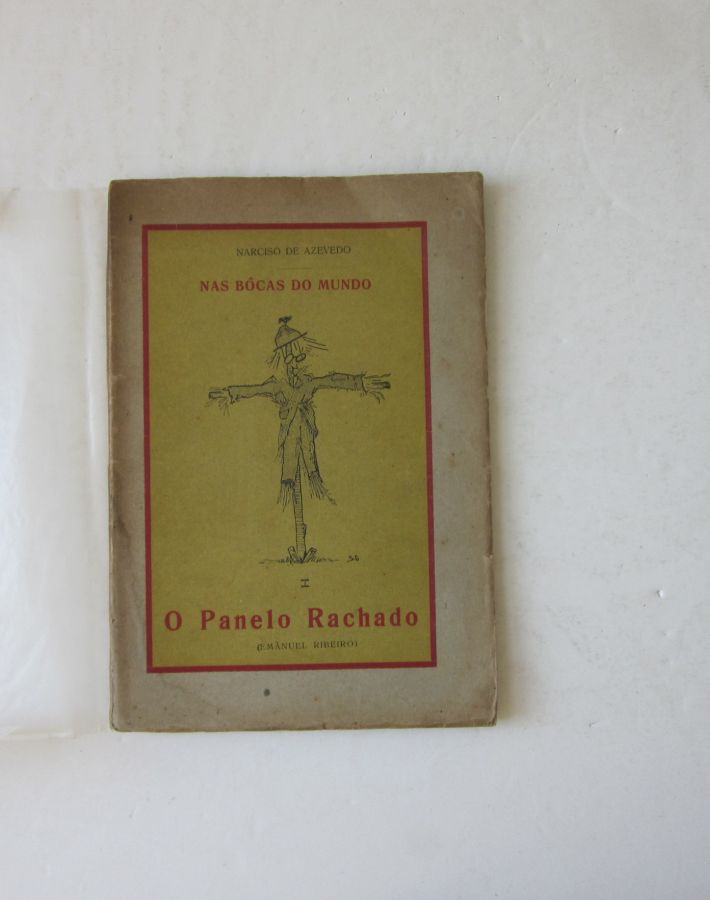 NARCISO DE AZEVEDO
NAS BÔCAS DO MUNDO
I
O Panelo Rachado
(EMÂNUEL RIBEIRO)